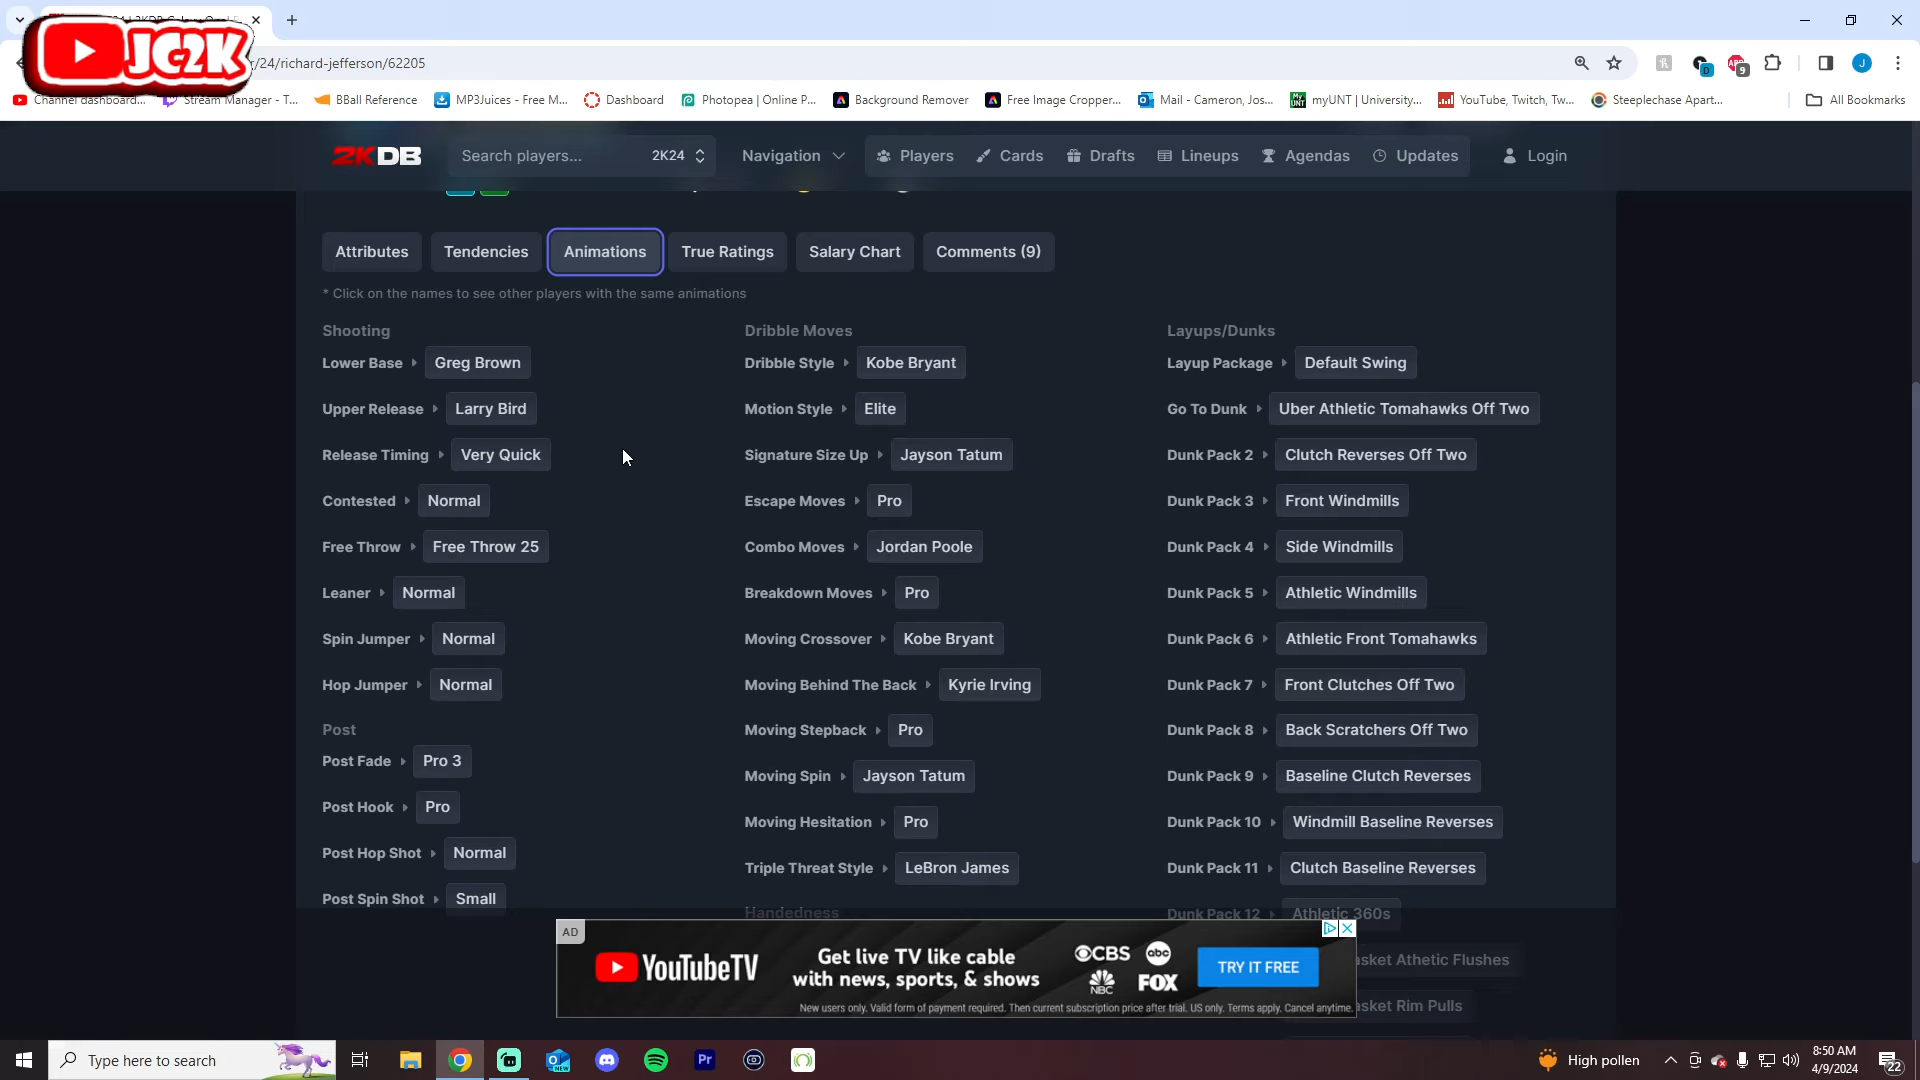 JC2K
/24/richard-jefferson/62205
9
J
Channel dashboard...
Stream Manager - T...
BBall Reference
MP3Juices - Free M...
Dashboard
Photopea | Online P...
Background Remover
Free Image Cropper...
Mail - Cameron, Jos...
myUNT | University...
YouTube, Twitch, Tw...
Steeplechase Apart...
All Bookmarks
2KDB
Search players...
2K24
Navigation
Players
Cards
Drafts
Lineups
Agendas
Updates
Login
Attributes
Tendencies
Animations
True Ratings
Salary Chart
Comments (9)
* Click on the names to see other players with the same animations
Shooting
Lower Base Greg Brown
Upper Release Larry Bird
Release Timing Very Quick
Contested Normal
Free Throw Free Throw 25
Leaner Normal
Spin Jumper Normal
Hop Jumper Normal
Post
Post Fade Pro 3
Post Hook Pro
Post Hop Shot Normal
Post Spin Shot Small
Dribble Moves
Dribble Style Kobe Bryant
Motion Style Elite
Signature Size Up Jayson Tatum
Escape Moves Pro
Combo Moves Jordan Poole
Breakdown Moves Pro
Moving Crossover Kobe Bryant
Moving Behind The Back Kyrie Irving
Moving Stepback Pro
Moving Spin Jayson Tatum
Moving Hesitation Pro
Triple Threat Style LeBron James
Handedness
Layups/Dunks
Layup Package Default Swing
Go To Dunk Uber Athletic Tomahawks Off Two
Dunk Pack 2 Clutch Reverses Off Two
Dunk Pack 3 Front Windmills
Dunk Pack 4 Side Windmills
Dunk Pack 5 Athletic Windmills
Dunk Pack 6 Athletic Front Tomahawks
Dunk Pack 7 Front Clutches Off Two
Dunk Pack 8 Back Scratchers Off Two
Dunk Pack 9 Baseline Clutch Reverses
Dunk Pack 10 Windmill Baseline Reverses
Dunk Pack 11 Clutch Baseline Reverses
Dunk Pack 12 Athletic 360s
asket Athetic Flushes
asket Rim Pulls
AD
YouTubeTV
Get live TV like cable
with news, sports, & shows
CBS
abc
NBC
FOX
TRY IT FREE
New users only. Valid form of payment required. Then current subscription price after trial. US only. Terms apply. Cancel anytime.
Type here to search
Pr
High pollen
8:50 AM
4/9/2024
22